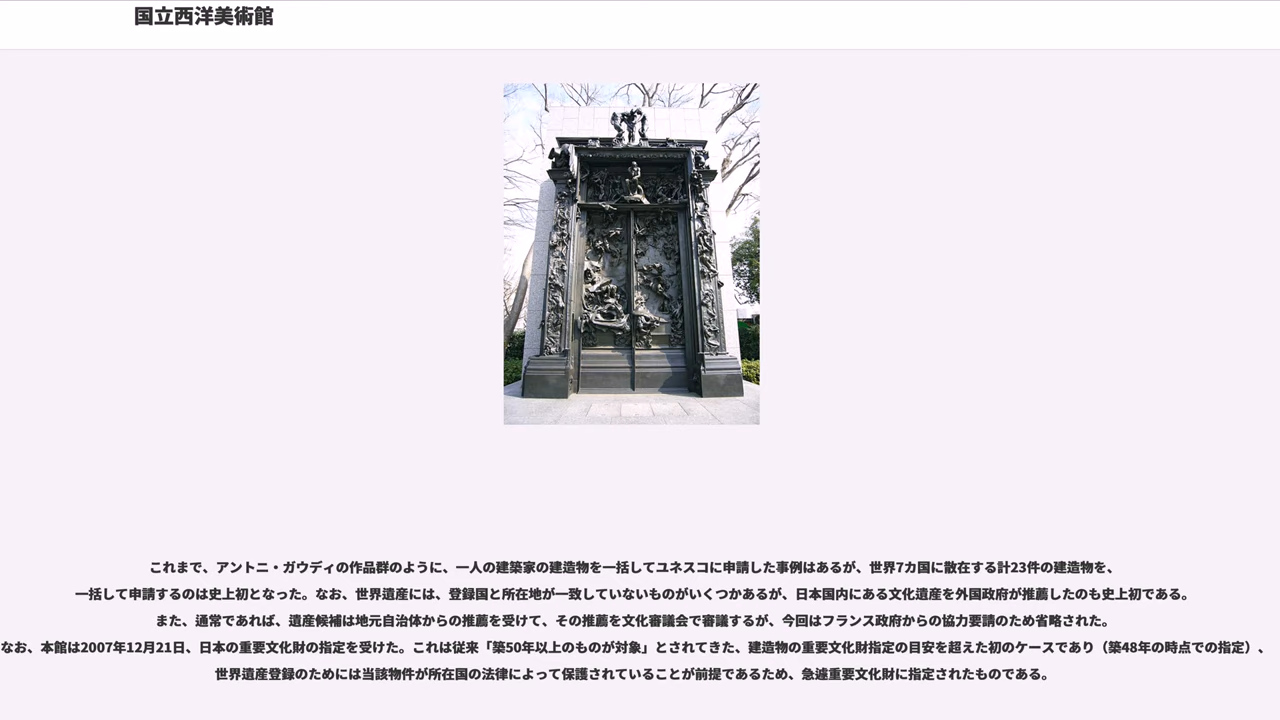 国立西洋美術館
これまで、アントニ・ガウディの作品群のように、一人の建築家の建造物を一括してユネスコに申請した事例はあるが、世界7カ国に散在する計23件の建造物を、
一括して申請するのは史上初となった。なお、世界遺産には、登録国と所在地が一致していないものがいくつかあるが、日本国内にある文化遺産を外国政府が推薦したのも史上初である。
また、通常であれば、遺産候補は地元自治体からの推薦を受けて、その推薦を文化審議会で審議するが、今回はフランス政府からの協力要請のため省略された。
なお、本館は2007年12月21日、日本の重要文化財の指定を受けた。これは従来「築50年以上のものが対象」とされてきた、建造物の重要文化財指定の目安を超えた初のケースであり（築48年の時点での指定）、
世界遺産登録のためには当該物件が所在国の法律によって保護されていることが前提であるため、急遽重要文化財に指定されたものである。